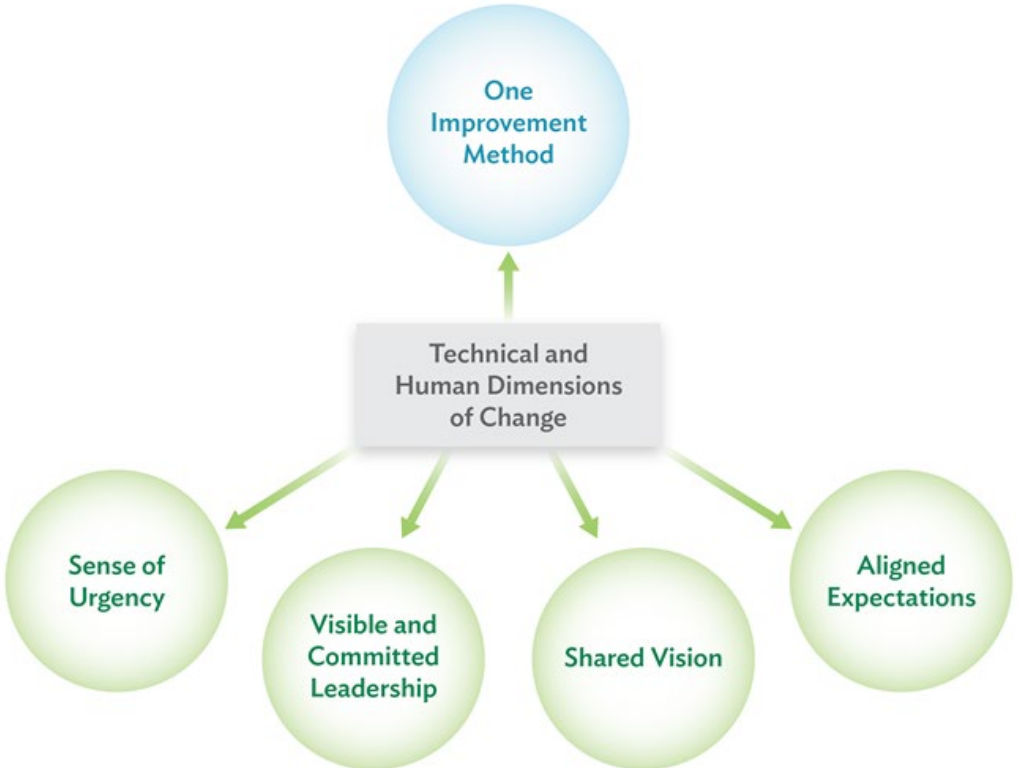 One
Improvement
Method
Technical and
Human Dimensions
of Change
Sense of
Urgency
Visible and
Committed
Leadership
Shared Vision
Aligned
Expectations